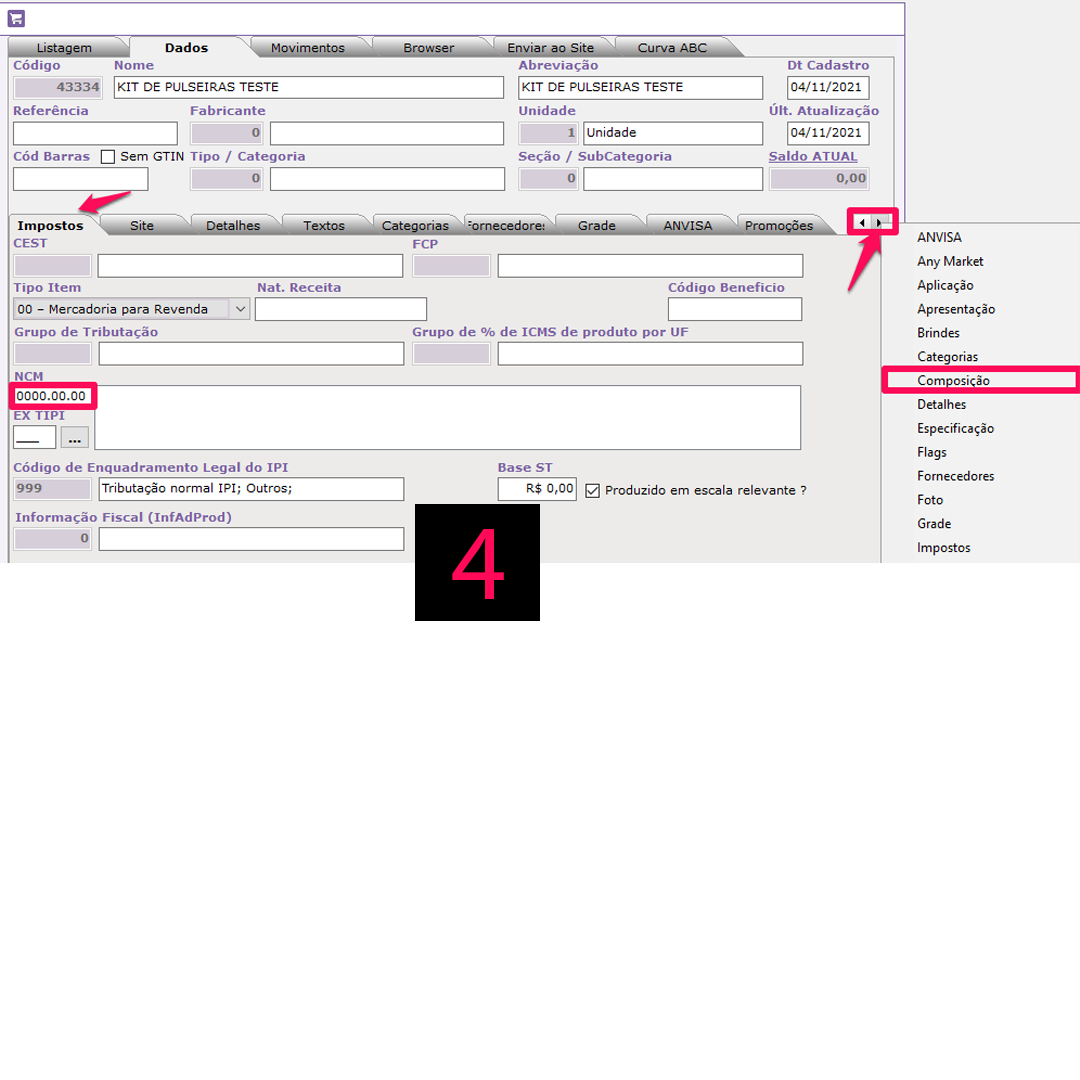 Listagem Dados Movimentos Browser Enviar ao Site Curva ABC
Código Nome Abreviação Dt Cadastro
43334 KIT DE PULSEIRAS TESTE KIT DE PULSEIRAS TESTE 04/11/2021
Referência Fabricante Unidade Últ. Atualização
0 1 Unidade 04/11/2021
Cód Barras Sem GTIN Tipo / Categoria Seção / SubCategoria Saldo ATUAL
0 0 0,00
Impostos Site Detalhes Textos Categorias Fornecedores Grade ANVISA Promoções
CEST FCP
Tipo Item Nat. Receita Código Beneficio
00 – Mercadoria para Revenda
Grupo de Tributação Grupo de % de ICMS de produto por UF
NCM
0000.00.00
EX TIPI
___ ...
Código de Enquadramento Legal do IPI Base ST
999 Tributação normal IPI; Outros; R$ 0,00 Produzido em escala relevante ?
Informação Fiscal (InfAdProd)
0
4
ANVISA
Any Market
Aplicação
Apresentação
Brindes
Categorias
Composição
Detalhes
Especificação
Flags
Fornecedores
Foto
Grade
Impostos